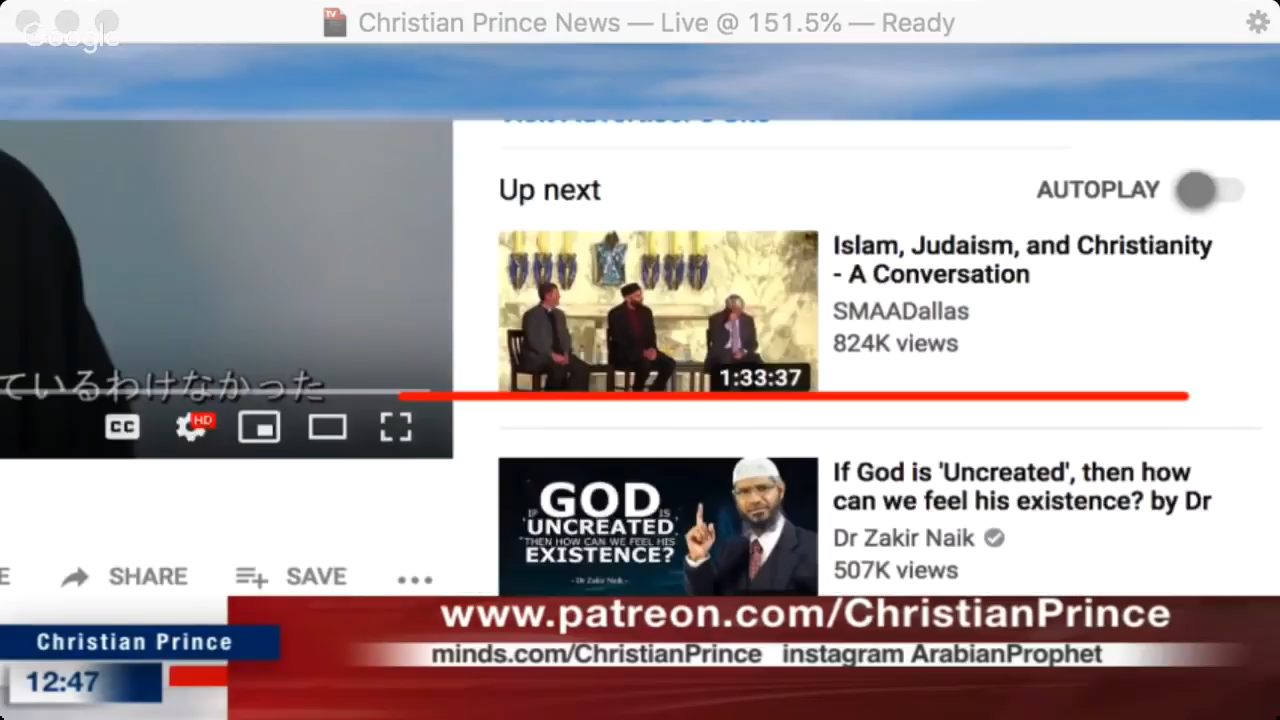 TV
Christian Prince News — Live @ 151.5% — Ready
Google
Up next
AUTOPLAY
Islam, Judaism, and Christianity
- A Conversation
SMAADallas
824K views
1:33:37
ているわけなかった
CC
HD
If God is 'Uncreated', then how
can we feel his existence? by Dr
Dr Zakir Naik
507K views
IF GOD IS
'UNCREATED,
THEN HOW CAN WE FEEL HIS
EXISTENCE?
- Dr Zakir Naik -
E SHARE SAVE
www.patreon.com/ChristianPrince
minds.com/ChristianPrince instagram ArabianProphet
Christian Prince
12:47